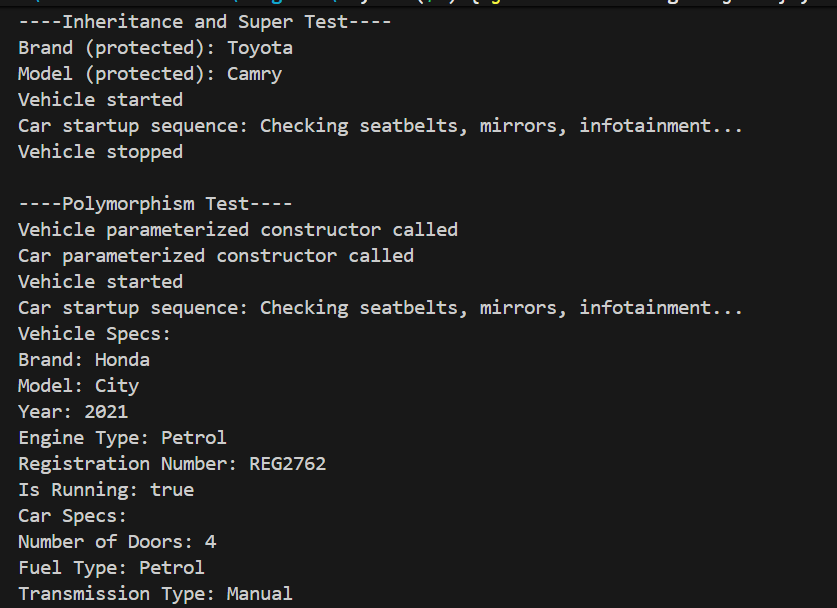 ----Inheritance and Super Test----
Brand (protected): Toyota
Model (protected): Camry
Vehicle started
Car startup sequence: Checking seatbelts, mirrors, infotainment...
Vehicle stopped

----Polymorphism Test----
Vehicle parameterized constructor called
Car parameterized constructor called
Vehicle started
Car startup sequence: Checking seatbelts, mirrors, infotainment...
Vehicle Specs:
Brand: Honda
Model: City
Year: 2021
Engine Type: Petrol
Registration Number: REG2762
Is Running: true
Car Specs:
Number of Doors: 4
Fuel Type: Petrol
Transmission Type: Manual